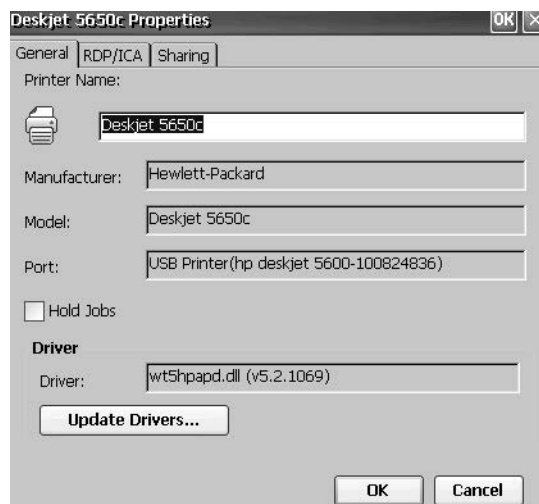 Deskjet 5650c Properties OK ×
General RDP/ICA Sharing
Printer Name:
Deskjet 5650c
Manufacturer: Hewlett-Packard
Model: Deskjet 5650c
Port: USB Printer(hp deskjet 5600-100824836)
Hold Jobs
Driver
Driver: wt5hpapd.dll (v5.2.1069)
Update Drivers...
OK Cancel